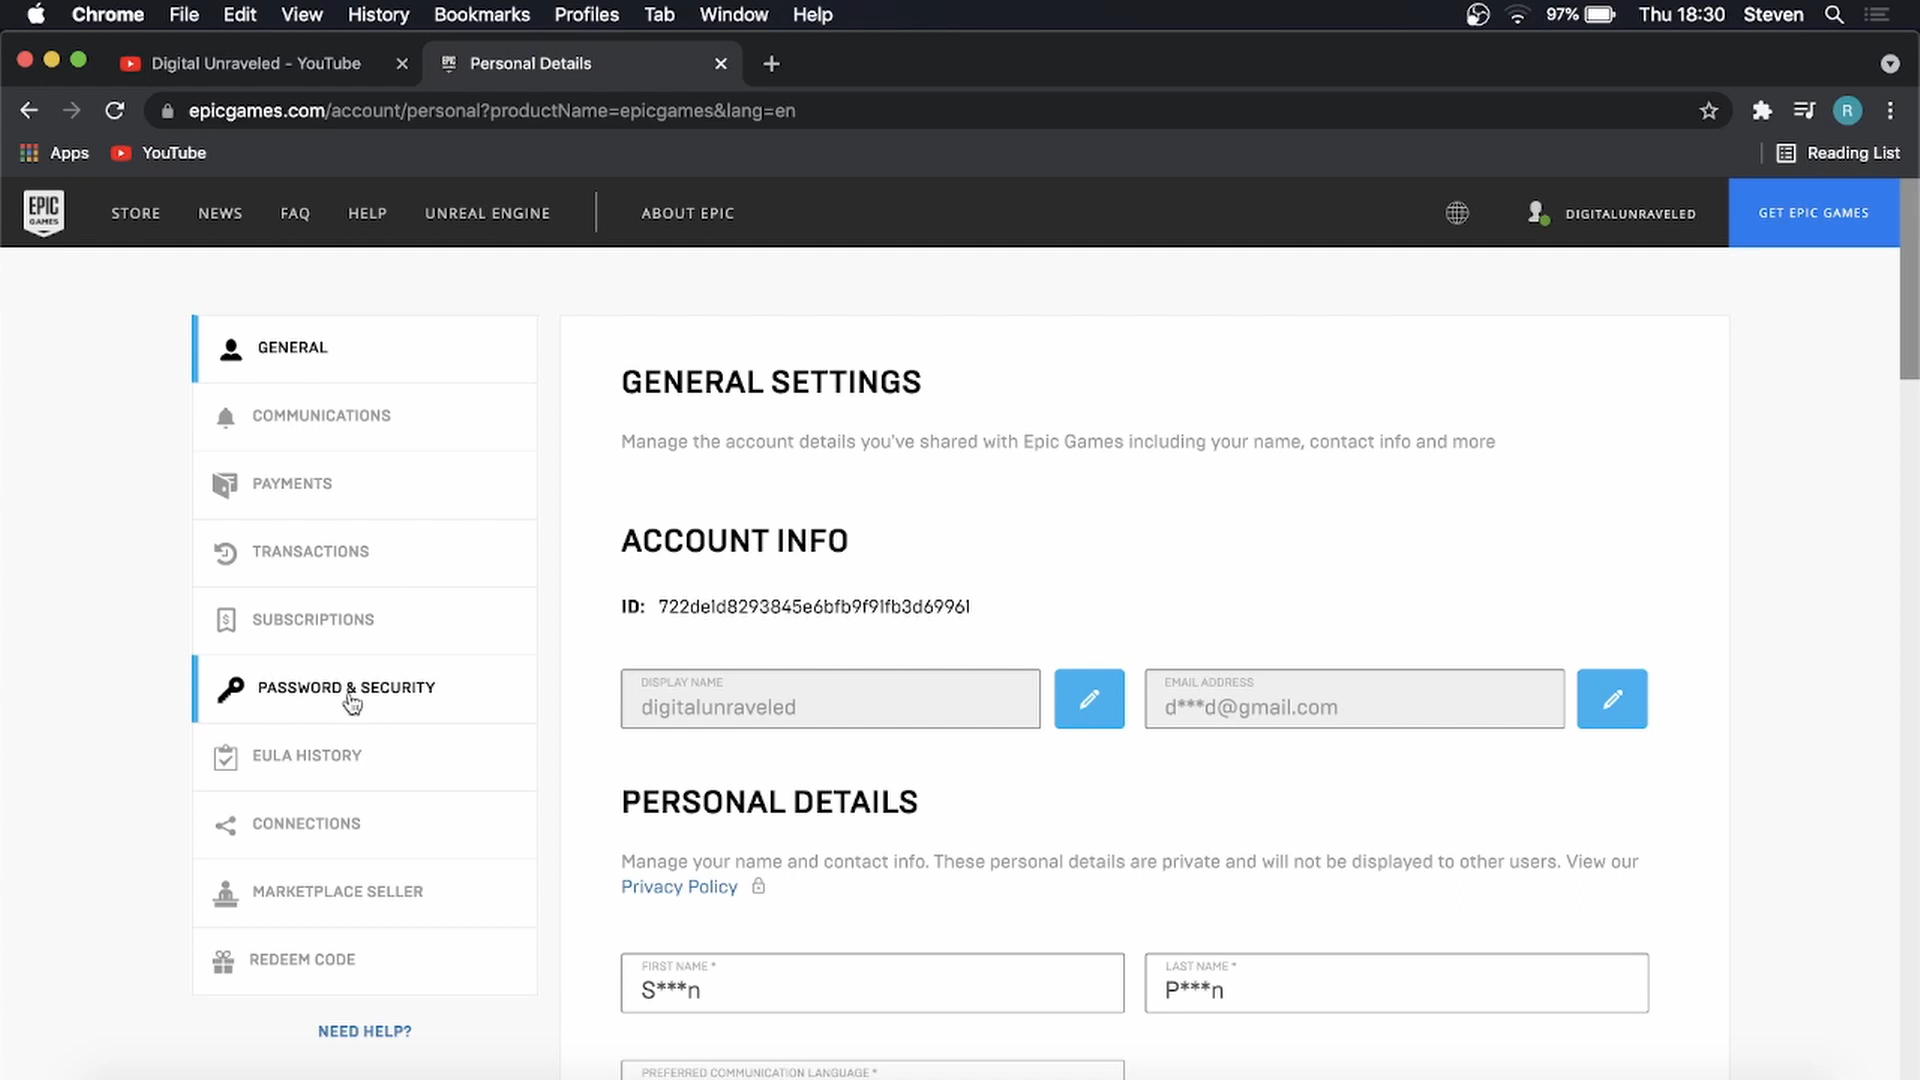 Chrome File Edit View History Bookmarks Profiles Tab Window Help 97% Thu 18:30 Steven
Digital Unraveled - YouTube Personal Details
epicgames.com/account/personal?productName=epicgames&lang=en R
Apps YouTube Reading List
EPIC GAMES STORE NEWS FAQ HELP UNREAL ENGINE ABOUT EPIC DIGITALUNRAVELED GET EPIC GAMES
GENERAL
COMMUNICATIONS
PAYMENTS
TRANSACTIONS
SUBSCRIPTIONS
PASSWORD & SECURITY
EULA HISTORY
CONNECTIONS
MARKETPLACE SELLER
REDEEM CODE
NEED HELP?
GENERAL SETTINGS
Manage the account details you've shared with Epic Games including your name, contact info and more
ACCOUNT INFO
ID: 722de1d8293845e6bfb9f91fb3d69961
DISPLAY NAME
digitalunraveled
EMAIL ADDRESS
d***d@gmail.com
PERSONAL DETAILS
Manage your name and contact info. These personal details are private and will not be displayed to other users. View our
Privacy Policy
FIRST NAME *
S***n
LAST NAME *
P***n
PREFERRED COMMUNICATION LANGUAGE *